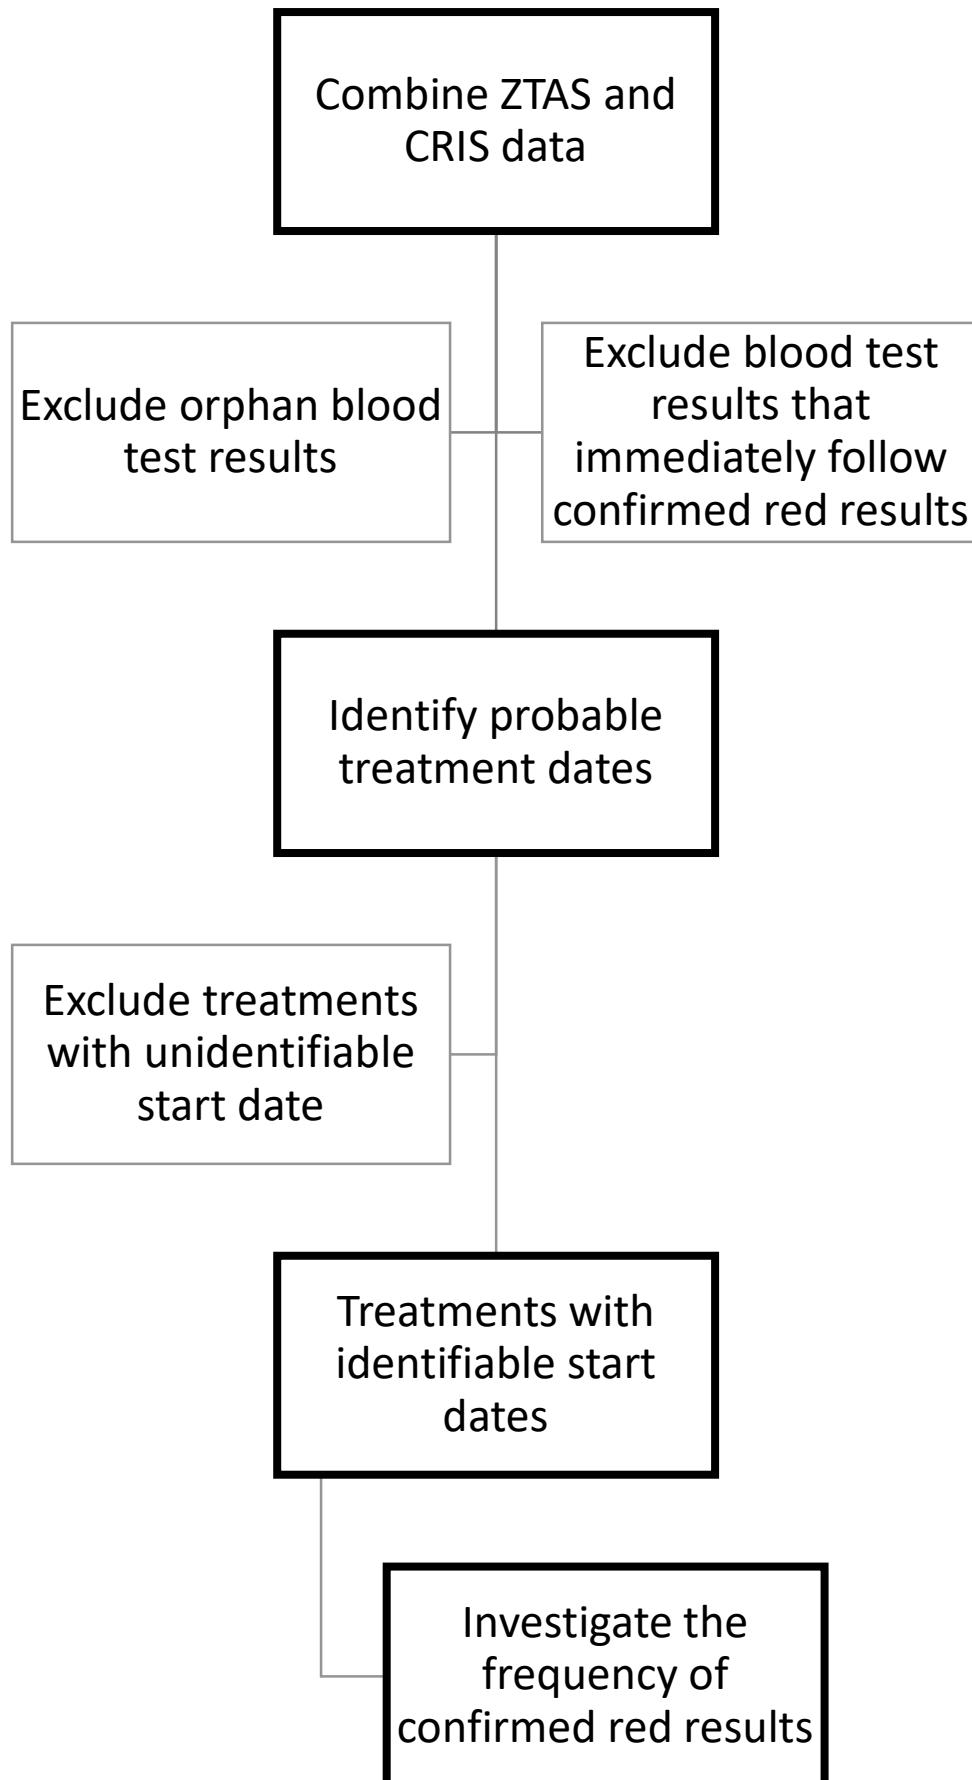 Combine ZTAS and
CRIS data
Exclude orphan blood
test results
Exclude blood test
results that
immediately follow
confirmed red results
Identify probable
treatment dates
Exclude treatments
with unidentifiable
start date
Treatments with
identifiable start
dates
Investigate the
frequency of
confirmed red results